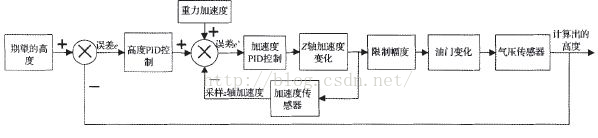 重力加速度
计算出的
高度
期望的高
度
+
误差e
高度PID控
制
+
+
误差e'
加速度
PID控制
Z轴加速度
变化
限制幅度
油门变化
气压传感器
−
−
采样z轴加速度
加速度传
感器
http://blog.csdn.net/